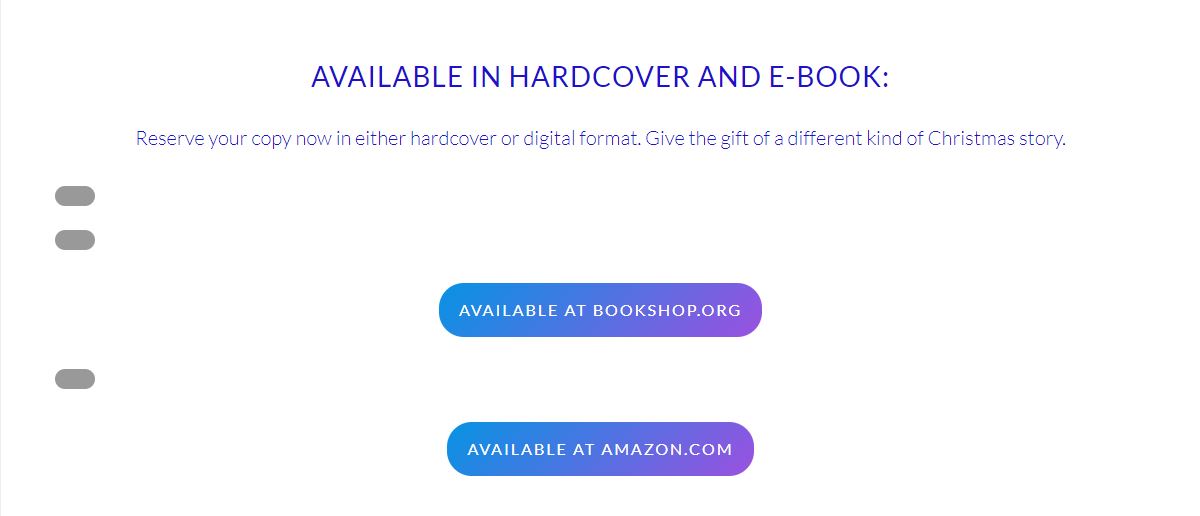 AVAILABLE IN HARDCOVER AND E-BOOK:
Reserve your copy now in either hardcover or digital format. Give the gift of a different kind of Christmas story.
AVAILABLE AT BOOKSHOP.ORG
AVAILABLE AT AMAZON.COM